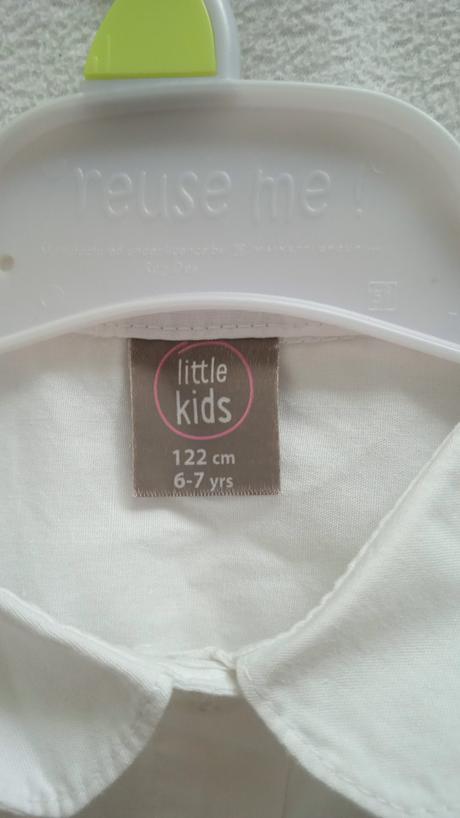 reuse me !
little
kids
122 cm
6-7 yrs